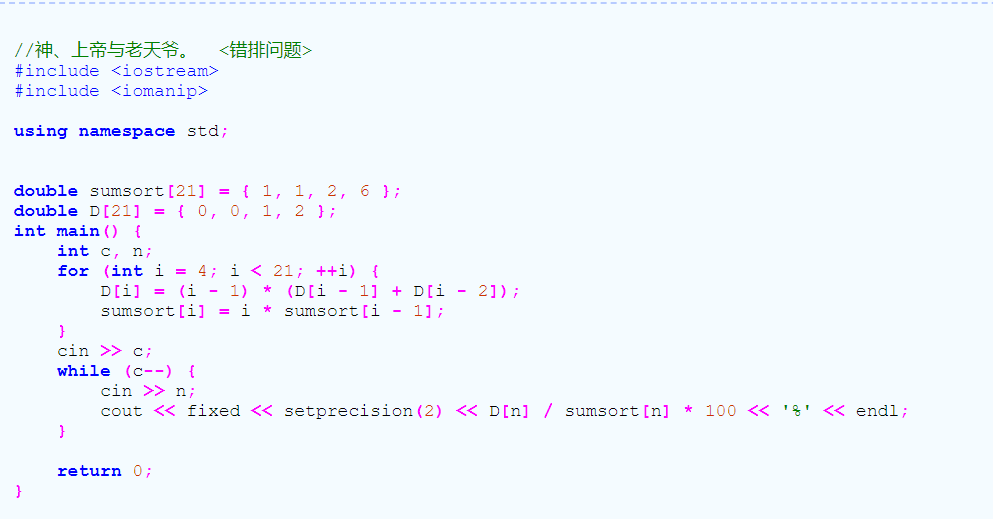 //神、上帝与老天爷。  <错排问题>
#include <iostream>
#include <iomanip>
using namespace std;
double sumsort[21] = { 1, 1, 2, 6 };
double D[21] = { 0, 0, 1, 2 };
int main() {
    int c, n;
    for (int i = 4; i < 21; ++i) {
        D[i] = (i - 1) * (D[i - 1] + D[i - 2]);
        sumsort[i] = i * sumsort[i - 1];
    }
    cin >> c;
    while (c--) {
        cin >> n;
        cout << fixed << setprecision(2) << D[n] / sumsort[n] * 100 << '%' << endl;
    }
    return 0;
}